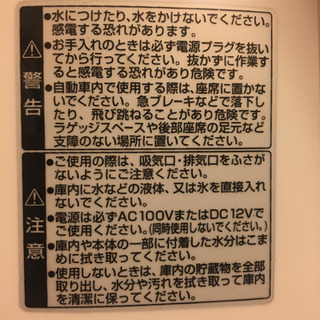 警告
●水につけたり、水をかけないでください。
感電する恐れがあります。
●お手入れのときは必ず電源プラグを抜い
てから行ってください。抜かずに作業す
ると感電する恐れがあり危険です。
●自動車内で使用する際は、座席に置かな
いでください。急ブレーキなどで落下し
たり、飛び跳ねることがあり危険です。
ラゲッジスペースや後部座席の足元など
支障のない場所に置いてください。
注意
●ご使用の際は、吸気口・排気口をふさが
ないようにご注意ください。
●庫内に水などの液体、又は氷を直接入れ
ないでください。
●電源は必ずAC100VまたはDC12Vで
ご使用ください。(同時使用しないでください。)
●庫内や本体の一部に付着した水分はこま
めに拭き取ってください。
●使用しないときは、庫内の貯蔵物を全部
取り出し、水分や汚れを拭き取って庫内
を清潔に保ってください。